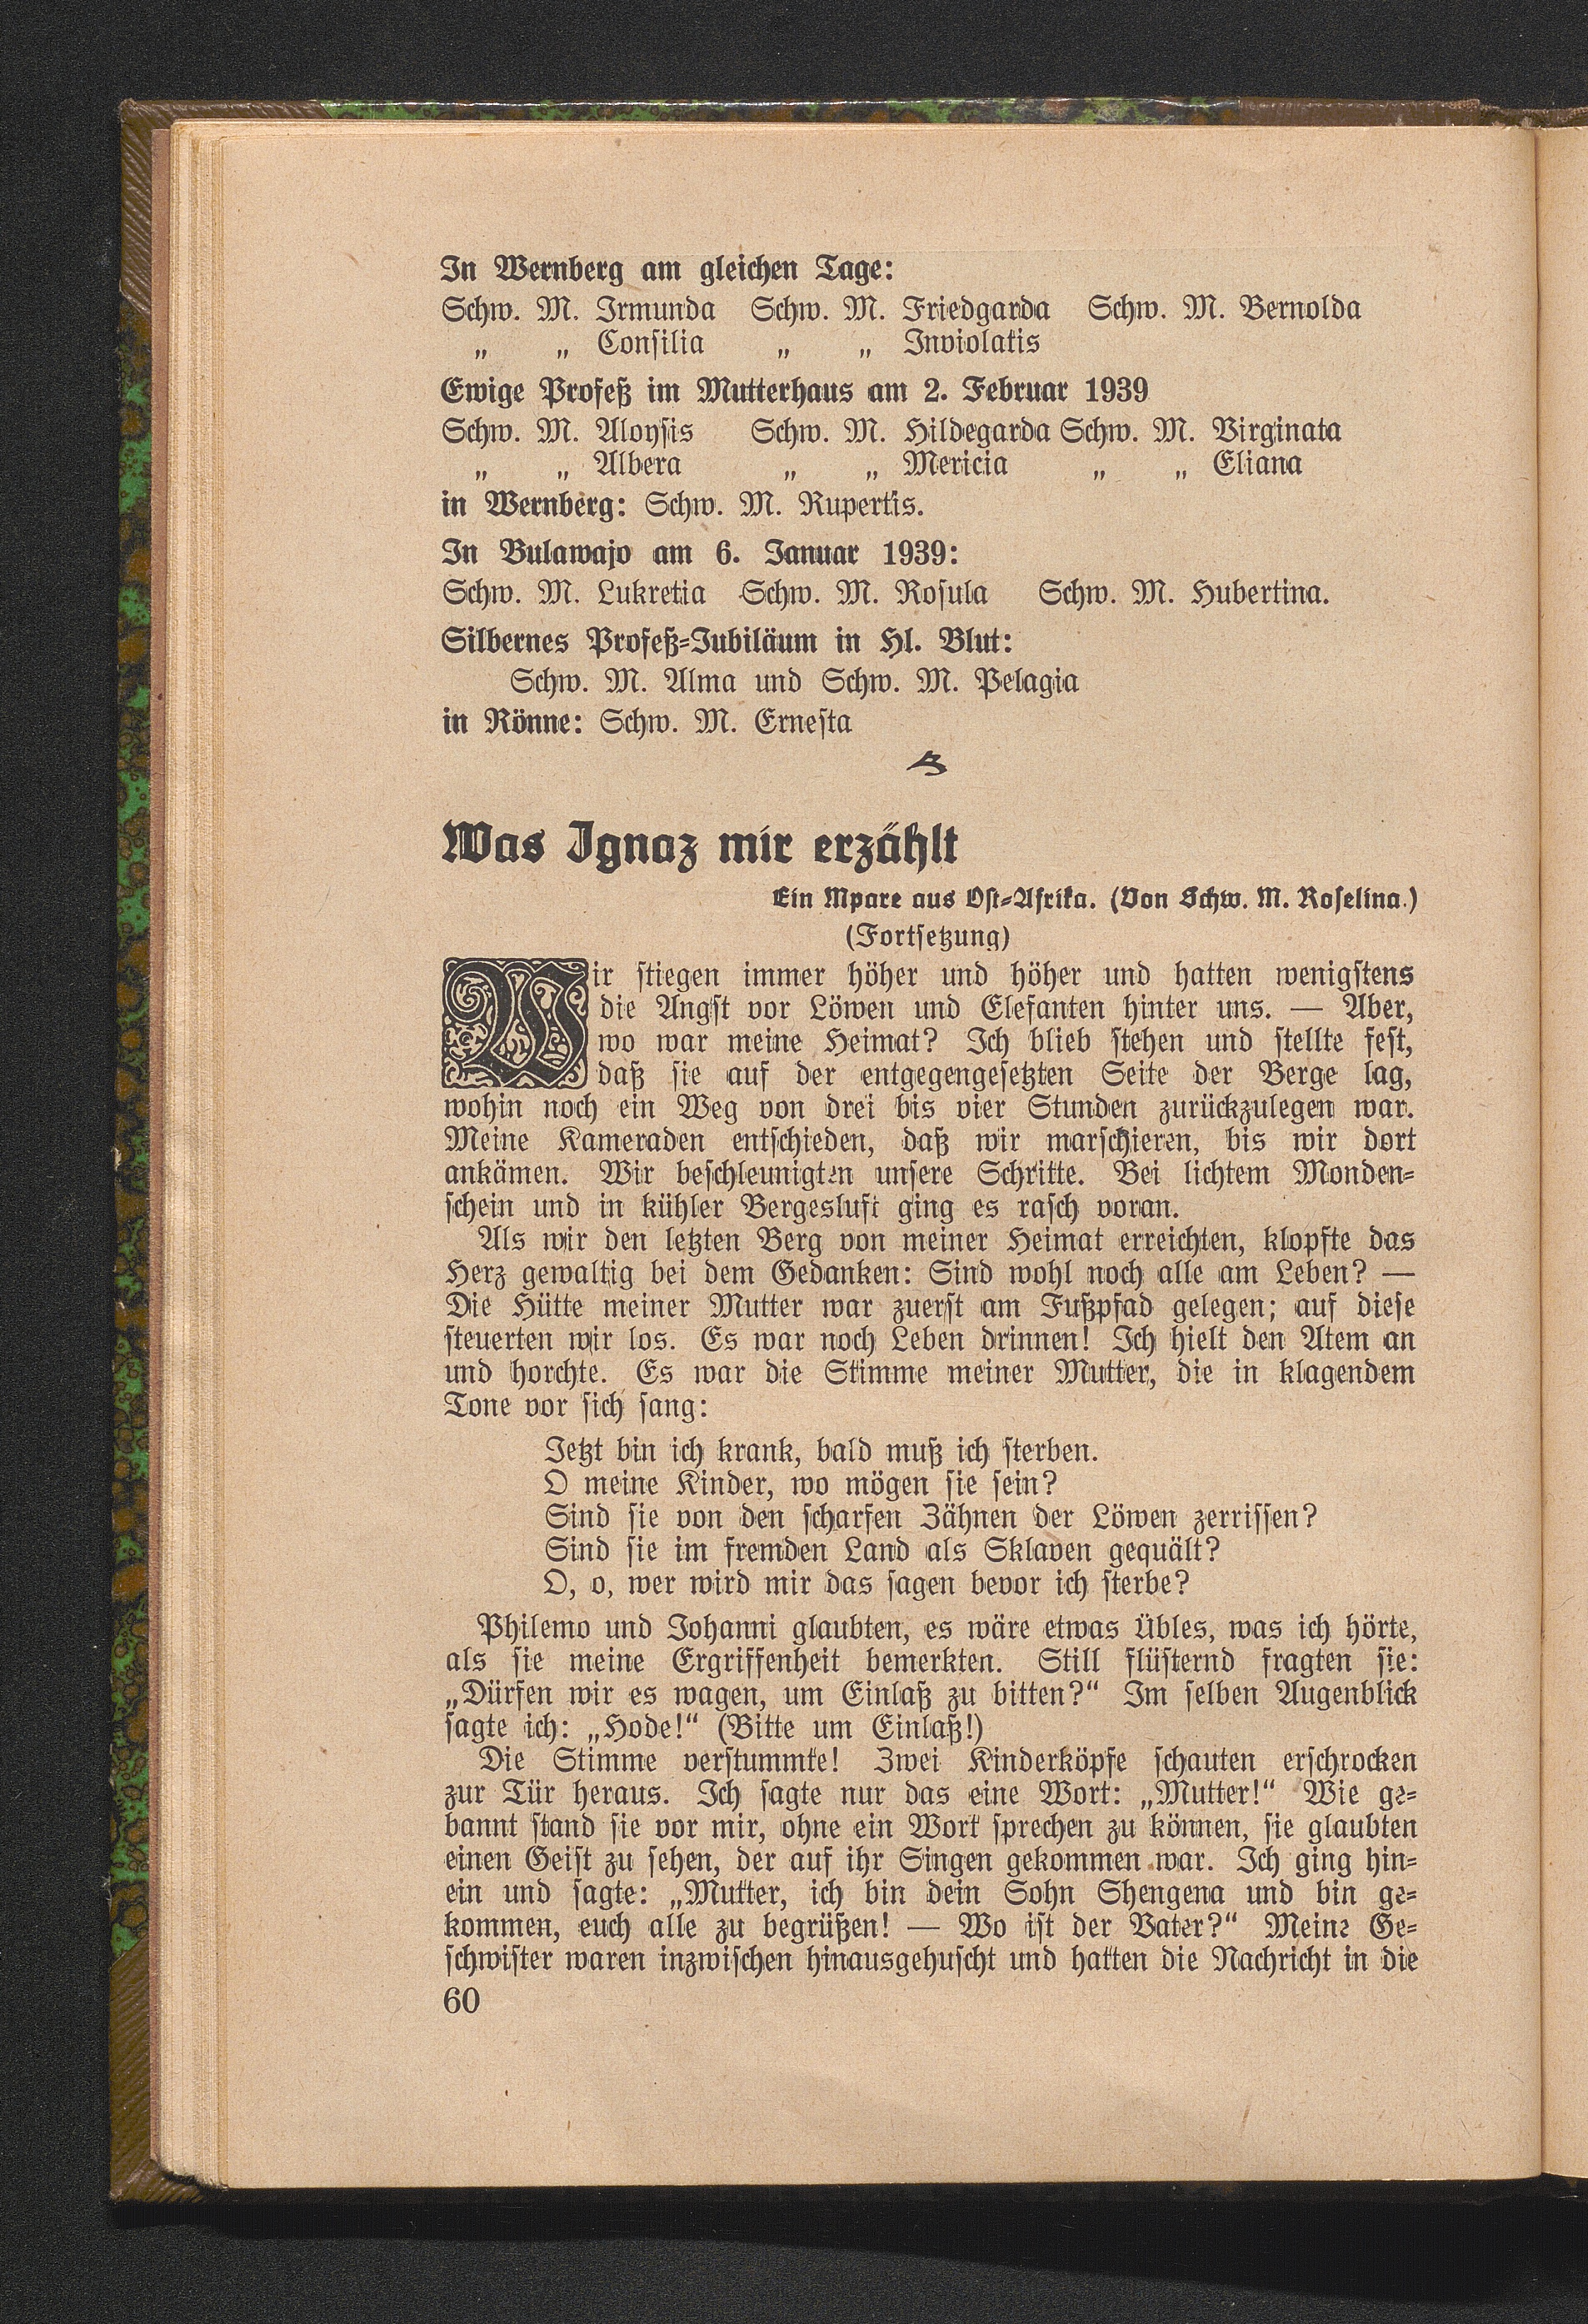 In Wernberg am gleichen Tage:
Schw. M. Irmunda Schw. M. Friedgarda Schw. M. Bernolda
„ „ Consilia „ „ Inviolatis
Ewige Profeß im Mutterhaus am 2. Februar 1939
Schw. M. Aloysis Schw. M. Hildegarda Schw. M. Virginata
„ „ Albera „ „ Mericia „ „ Eliana
in Wernberg: Schw. M. Rupertis.
In Bulawajo am 6. Januar 1939:
Schw. M. Lukretia Schw. M. Rosula Schw. M. Hubertina.
Silbernes Profeß-Jubiläum in Hl. Blut:
Schw. M. Alma und Schw. M. Pelagia
in Rönne: Schw. M. Ernesta
Was Ignaz mir erzählt
Ein Mpare aus Ost-Afrika. (Von Schw. M. Roselina.)
(Fortsetzung)
Wir stiegen immer höher und höher und hatten wenigstens
die Angst vor Löwen und Elefanten hinter uns. — Aber,
wo war meine Heimat? Ich blieb stehen und stellte fest,
daß sie auf der entgegengesetzten Seite der Berge lag,
wohin noch ein Weg von drei bis vier Stunden zurückzulegen war.
Meine Kameraden entschieden, daß wir marschieren, bis wir dort
ankämen. Wir beschleunigten unsere Schritte. Bei lichtem Monden-
schein und in kühler Bergesluft ging es rasch voran.
Als wir den letzten Berg von meiner Heimat erreichten, klopfte das
Herz gewaltig bei dem Gedanken: Sind wohl noch alle am Leben? —
Die Hütte meiner Mutter war zuerst am Fußpfad gelegen; auf diese
steuerten wir los. Es war noch Leben drinnen! Ich hielt den Atem an
und horchte. Es war die Stimme meiner Mutter, die in klagendem
Tone vor sich sang:
Jetzt bin ich krank, bald muß ich sterben.
O meine Kinder, wo mögen sie sein?
Sind sie von den scharfen Zähnen der Löwen zerrissen?
Sind sie im fremden Land als Sklaven gequält?
O, o, wer wird mir das sagen bevor ich sterbe?
Philemo und Johanni glaubten, es wäre etwas Übles, was ich hörte,
als sie meine Ergriffenheit bemerkten. Still flüsternd fragten sie:
„Dürfen wir es wagen, um Einlaß zu bitten?“ Im selben Augenblick
sagte ich: „Hode!“ (Bitte um Einlaß!)
Die Stimme verstummte! Zwei Kinderköpfe schauten erschrocken
zur Tür heraus. Ich sagte nur das eine Wort: „Mutter!“ Wie ge-
bannt stand sie vor mir, ohne ein Wort sprechen zu können, sie glaubten
einen Geist zu sehen, der auf ihr Singen gekommen war. Ich ging hin-
ein und sagte: „Mutter, ich bin dein Sohn Shengena und bin ge-
kommen, euch alle zu begrüßen! — Wo ist der Vater?“ Meine Ge-
schwister waren inzwischen hinausgehuscht und hatten die Nachricht in die
60